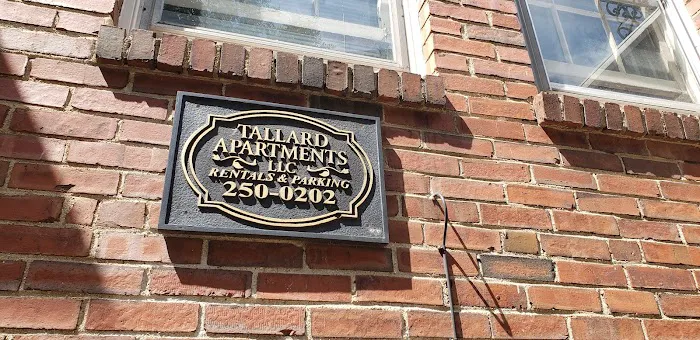 TALLARD
APARTMENTS
LLC
RENTALS & PARKING
250-0202